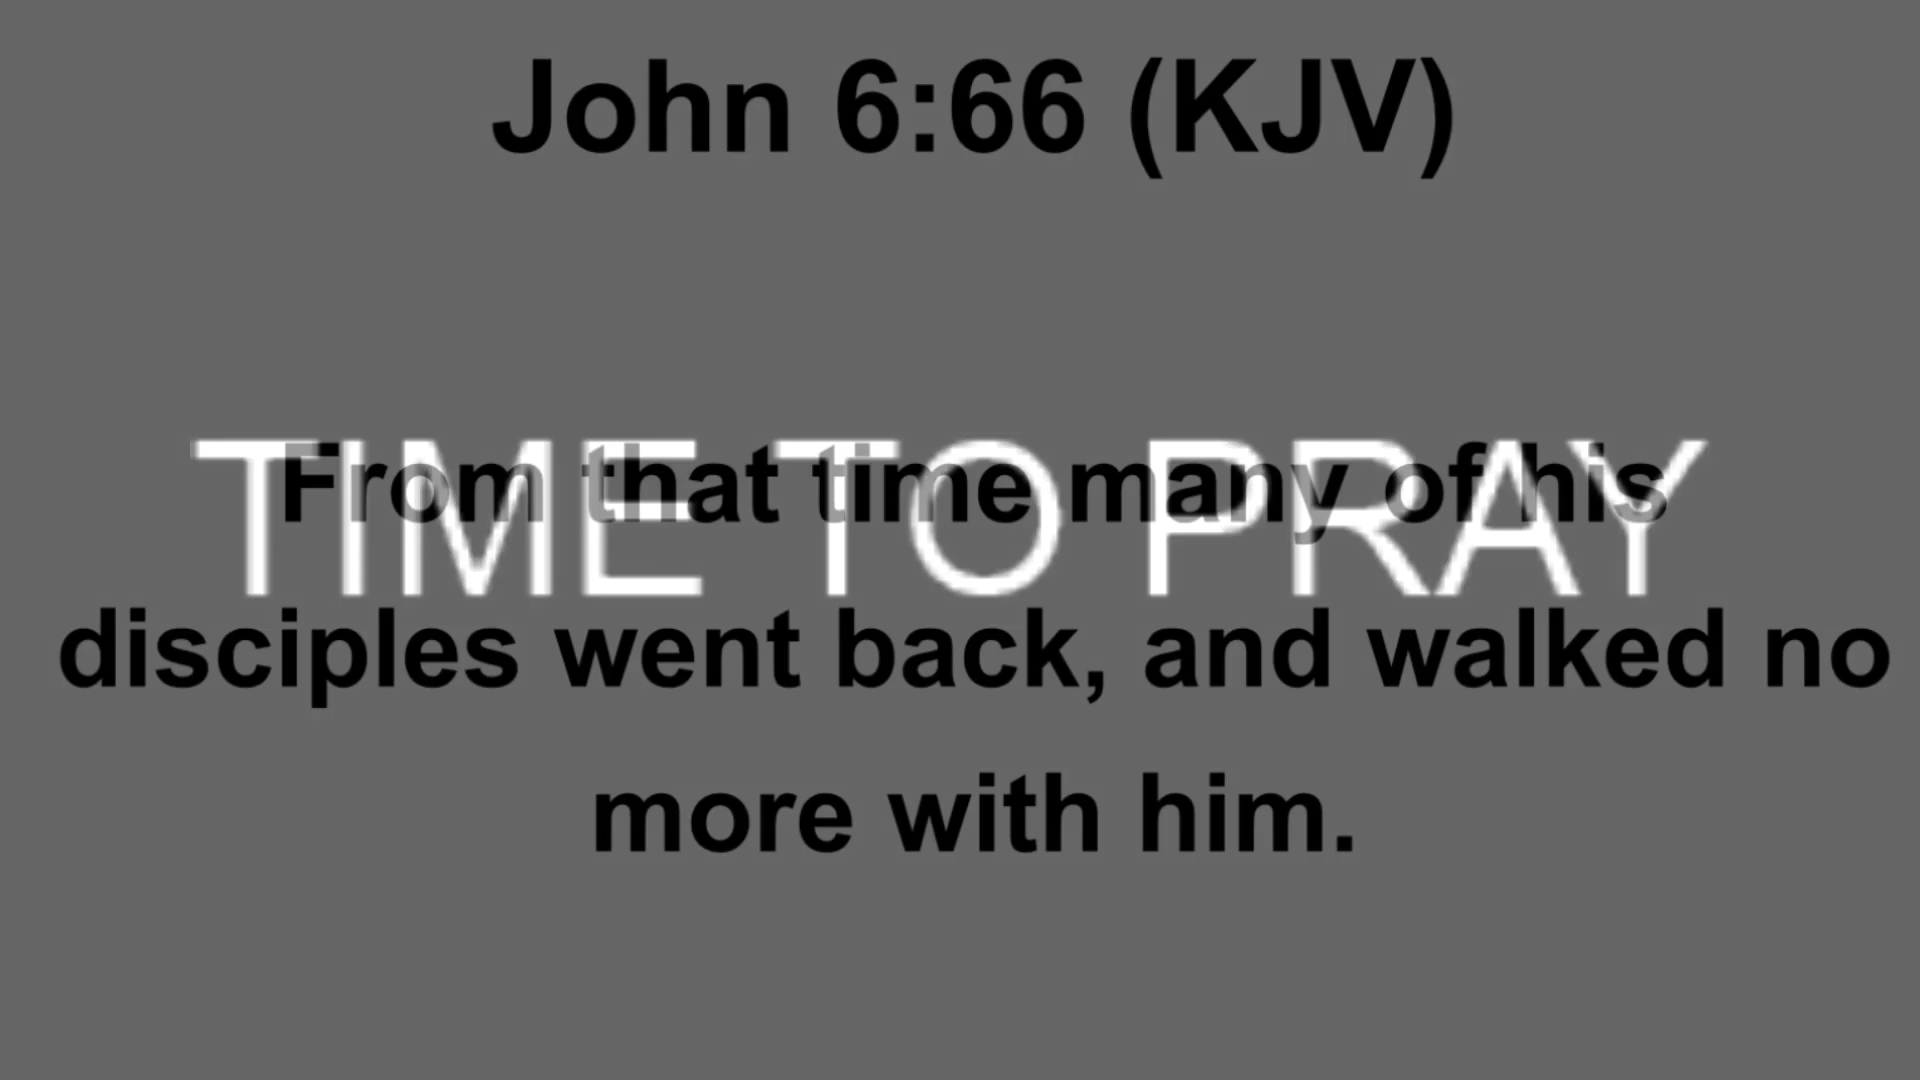 John 6:66 (KJV)
TIME TO PRAY
From that time many of his
disciples went back, and walked no
more with him.